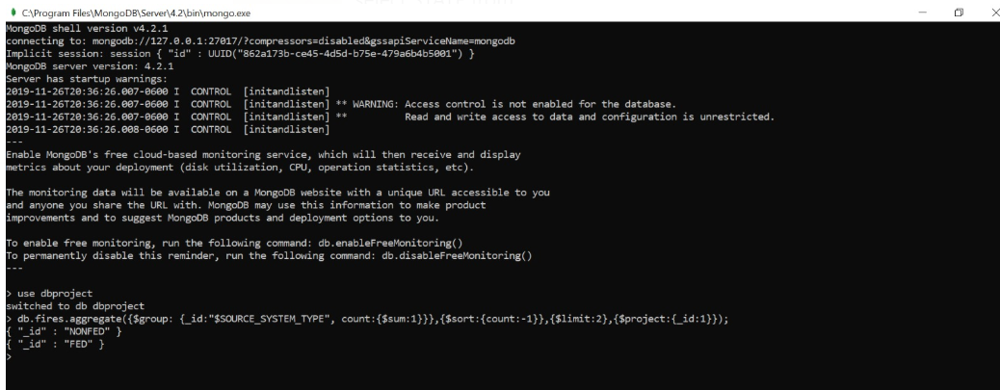 C:\Program Files\MongoDB\Server\4.2\bin\mongo.exe
MongoDB shell version v4.2.1
connecting to: mongodb://127.0.0.1:27017/?compressors=disabled&gssapiServiceName=mongodb
Implicit session: session { "id" : UUID("862a173b-ce45-4d5d-b75e-479a6b4b5001") }
MongoDB server version: 4.2.1
Server has startup warnings:
2019-11-26T20:36:26.007-0600 I  CONTROL  [initandlisten]
2019-11-26T20:36:26.007-0600 I  CONTROL  [initandlisten] ** WARNING: Access control is not enabled for the database.
2019-11-26T20:36:26.007-0600 I  CONTROL  [initandlisten] **          Read and write access to data and configuration is unrestricted.
2019-11-26T20:36:26.008-0600 I  CONTROL  [initandlisten]
---
Enable MongoDB's free cloud-based monitoring service, which will then receive and display
metrics about your deployment (disk utilization, CPU, operation statistics, etc).

The monitoring data will be available on a MongoDB website with a unique URL accessible to you
and anyone you share the URL with. MongoDB may use this information to make product
improvements and to suggest MongoDB products and deployment options to you.

To enable free monitoring, run the following command: db.enableFreeMonitoring()
To permanently disable this reminder, run the following command: db.disableFreeMonitoring()
---

> use dbproject
switched to db dbproject
> db.fires.aggregate({$group: {_id:"$SOURCE_SYSTEM_TYPE", count:{$sum:1}}},{$sort:{count:-1}},{$limit:2},{$project:{_id:1}});
{ "_id" : "NONFED" }
{ "_id" : "FED" }
>